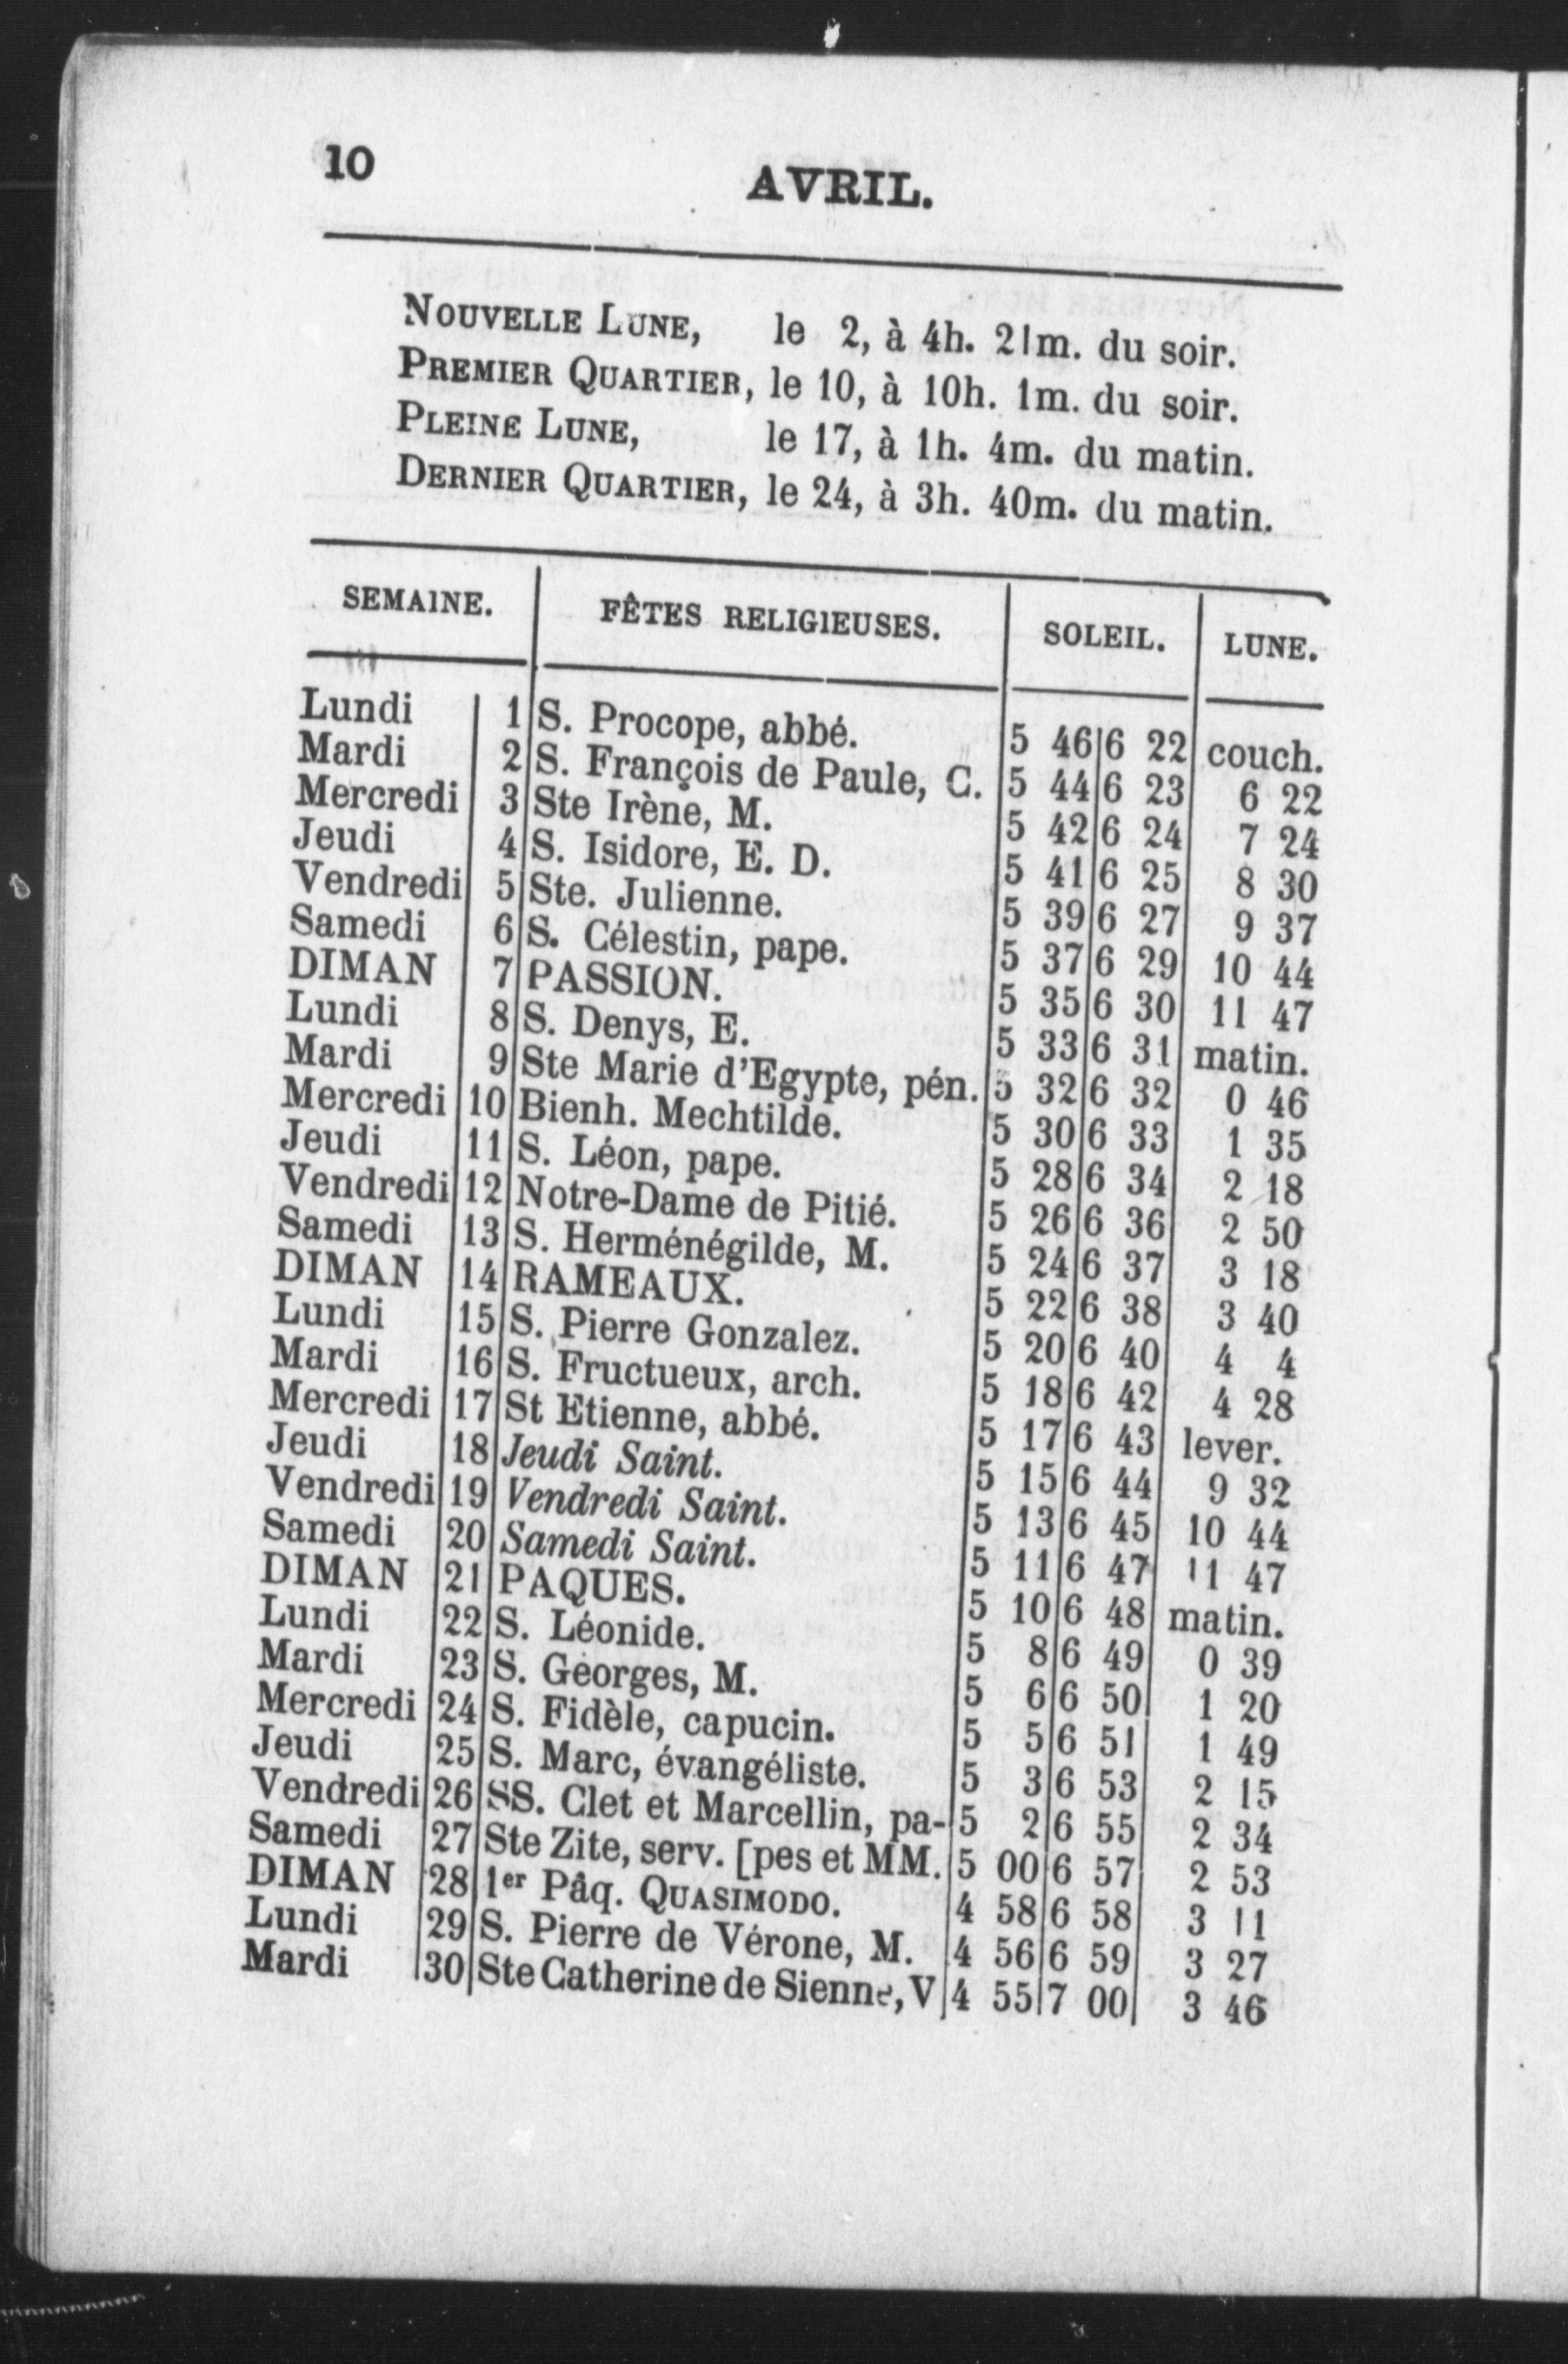 10
AVRIL.
NOUVELLE LUNE, le 2, à 4h. 21m. du soir.
PREMIER QUARTIER, le 10, à 10h. 1m. du soir.
PLEINE LUNE, le 17, à 1h. 4m. du matin.
DERNIER QUARTIER, le 24, à 3h. 40m. du matin.
SEMAINE. FÊTES RELIGIEUSES. SOLEIL. LUNE.
Lundi 1 S. Procope, abbé. 5 46 6 22 couch.
Mardi 2 S. François de Paule, C. 5 44 6 23 6 22
Mercredi 3 Ste Irène, M. 5 42 6 24 7 24
Jeudi 4 S. Isidore, E. D. 5 41 6 25 8 30
Vendredi 5 Ste. Julienne. 5 39 6 27 9 37
Samedi 6 S. Célestin, pape. 5 37 6 29 10 44
DIMAN 7 PASSION. 5 35 6 30 11 47
Lundi 8 S. Denys, E. 5 33 6 31 matin.
Mardi 9 Ste Marie d'Egypte, pén. 5 32 6 32 0 46
Mercredi 10 Bienh. Mechtilde. 5 30 6 33 1 35
Jeudi 11 S. Léon, pape. 5 28 6 34 2 18
Vendredi 12 Notre-Dame de Pitié. 5 26 6 36 2 50
Samedi 13 S. Herménégilde, M. 5 24 6 37 3 18
DIMAN 14 RAMEAUX. 5 22 6 38 3 40
Lundi 15 S. Pierre Gonzalez. 5 20 6 40 4 4
Mardi 16 S. Fructueux, arch. 5 18 6 42 4 28
Mercredi 17 St Etienne, abbé. 5 17 6 43 lever.
Jeudi 18 Jeudi Saint. 5 15 6 44 9 32
Vendredi 19 Vendredi Saint. 5 13 6 45 10 44
Samedi 20 Samedi Saint. 5 11 6 47 11 47
DIMAN 21 PAQUES. 5 10 6 48 matin.
Lundi 22 S. Léonide. 5 8 6 49 0 39
Mardi 23 S. Georges, M. 5 6 6 50 1 20
Mercredi 24 S. Fidèle, capucin. 5 5 6 51 1 49
Jeudi 25 S. Marc, évangéliste. 5 3 6 53 2 15
Vendredi 26 SS. Clet et Marcellin, pa- 5 2 6 55 2 34
Samedi 27 Ste Zite, serv. [pes et MM. 5 00 6 57 2 53
DIMAN 28 1er Pâq. QUASIMODO. 4 58 6 58 3 11
Lundi 29 S. Pierre de Vérone, M. 4 56 6 59 3 27
Mardi 30 Ste Catherine de Sienne, V 4 55 7 00 3 46